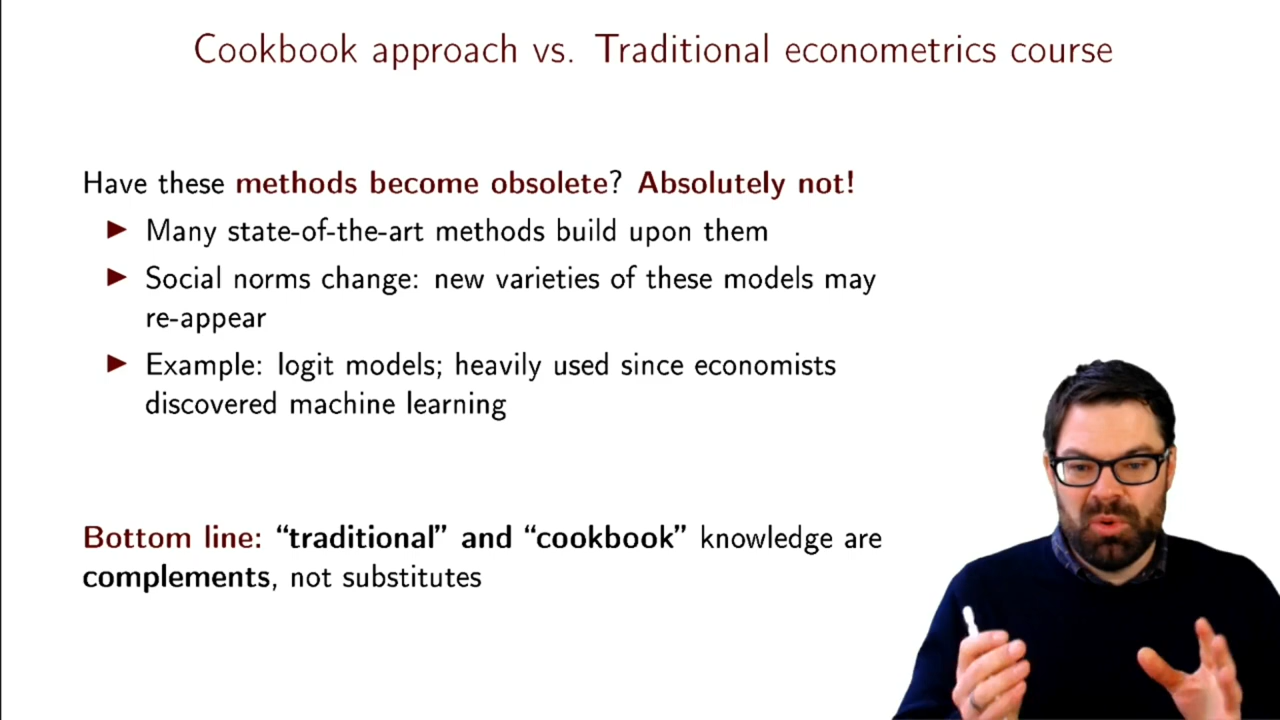 Cookbook approach vs. Traditional econometrics course
Have these methods become obsolete? Absolutely not!
▶ Many state-of-the-art methods build upon them
▶ Social norms change: new varieties of these models may
re-appear
▶ Example: logit models; heavily used since economists
discovered machine learning
Bottom line: “traditional” and “cookbook” knowledge are
complements, not substitutes